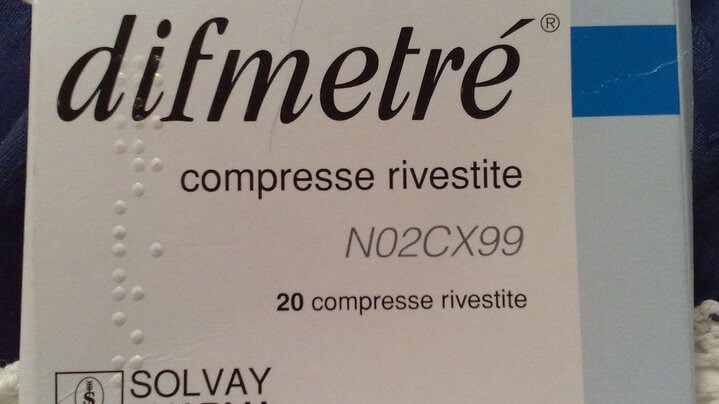 difmetré®
compresse rivestite
N02CX99
20 compresse rivestite
SOLVAY